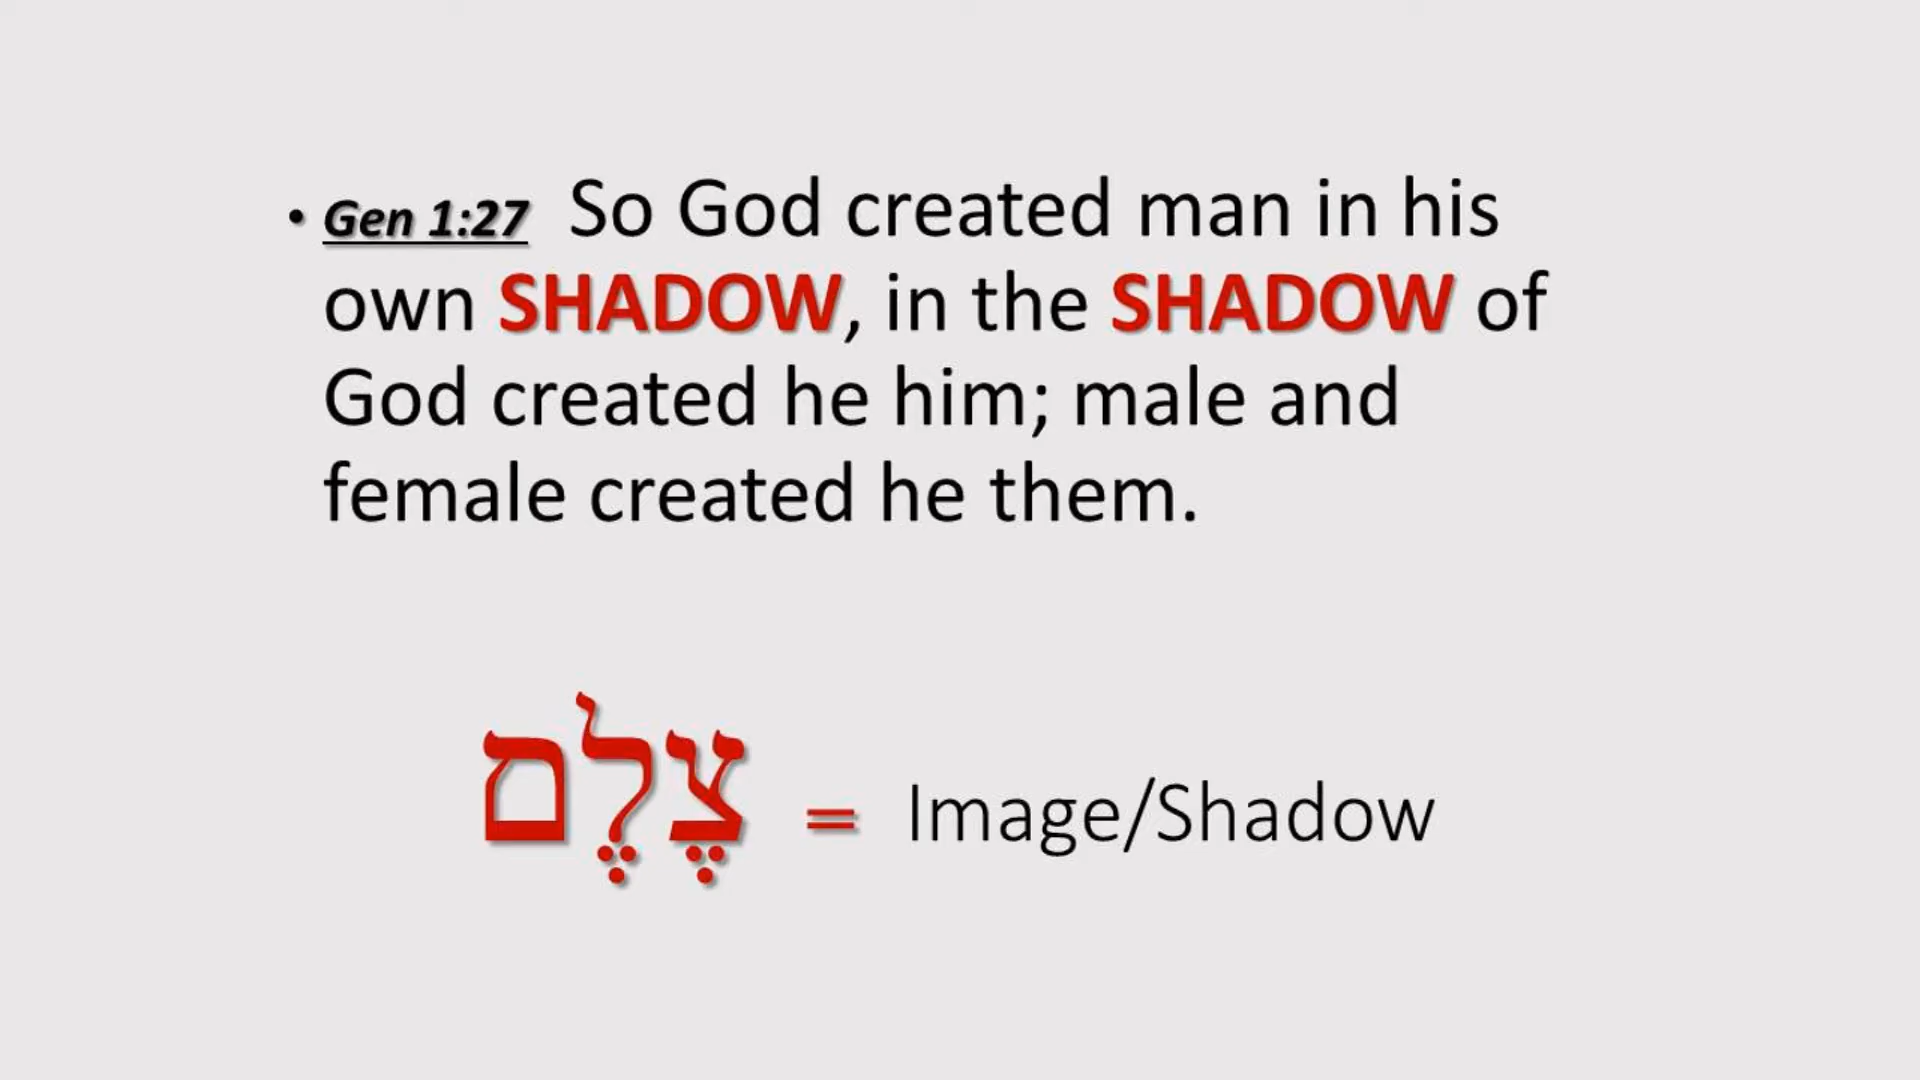 • Gen 1:27 So God created man in his
own SHADOW, in the SHADOW of
God created he him; male and
female created he them.
צֶלֶם = Image/Shadow